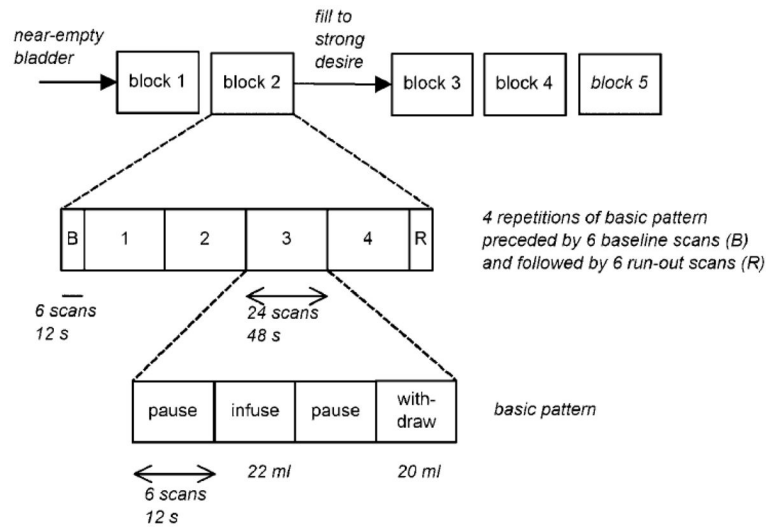 near-empty
bladder
block 1
block 2
fill to
strong
desire
block 3
block 4
block 5
B
1
2
3
4
R
4 repetitions of basic pattern
preceded by 6 baseline scans (B)
and followed by 6 run-out scans (R)
6 scans
12 s
24 scans
48 s
pause
infuse
pause
with-
draw
basic pattern
6 scans
12 s
22 ml
20 ml